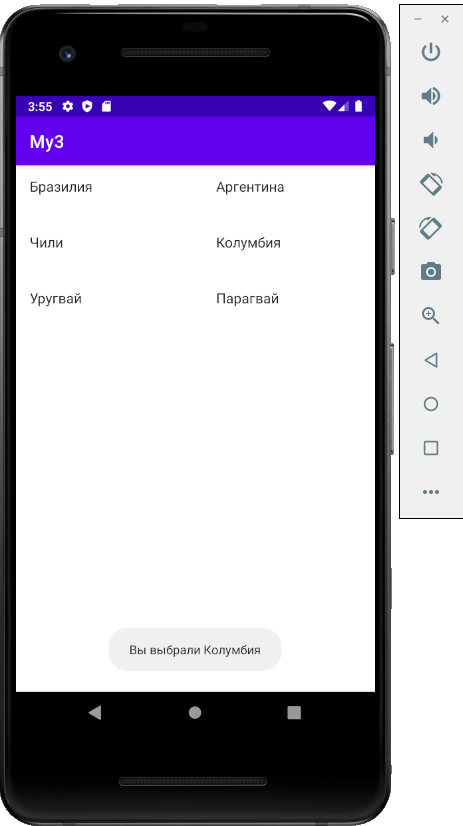 3:55
My3
Бразилия Аргентина
Чили Колумбия
Уругвай Парагвай
Вы выбрали Колумбия